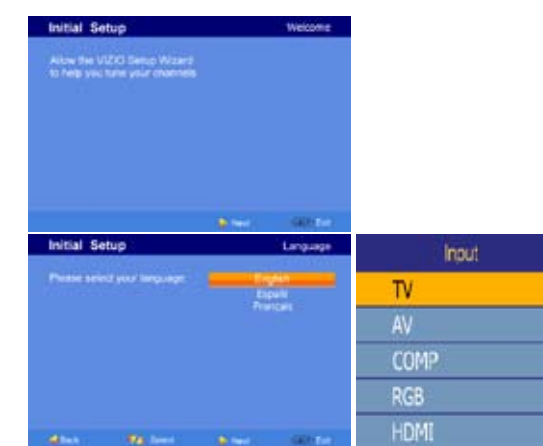 Initial Setup Welcome
Allow the VIZIO Setup Wizard
to help you tune your channels
Next Exit
Initial Setup Language
Please select your language
English
Español
Français
Back Select Next Exit
Input
TV
AV
COMP
RGB
HDMI